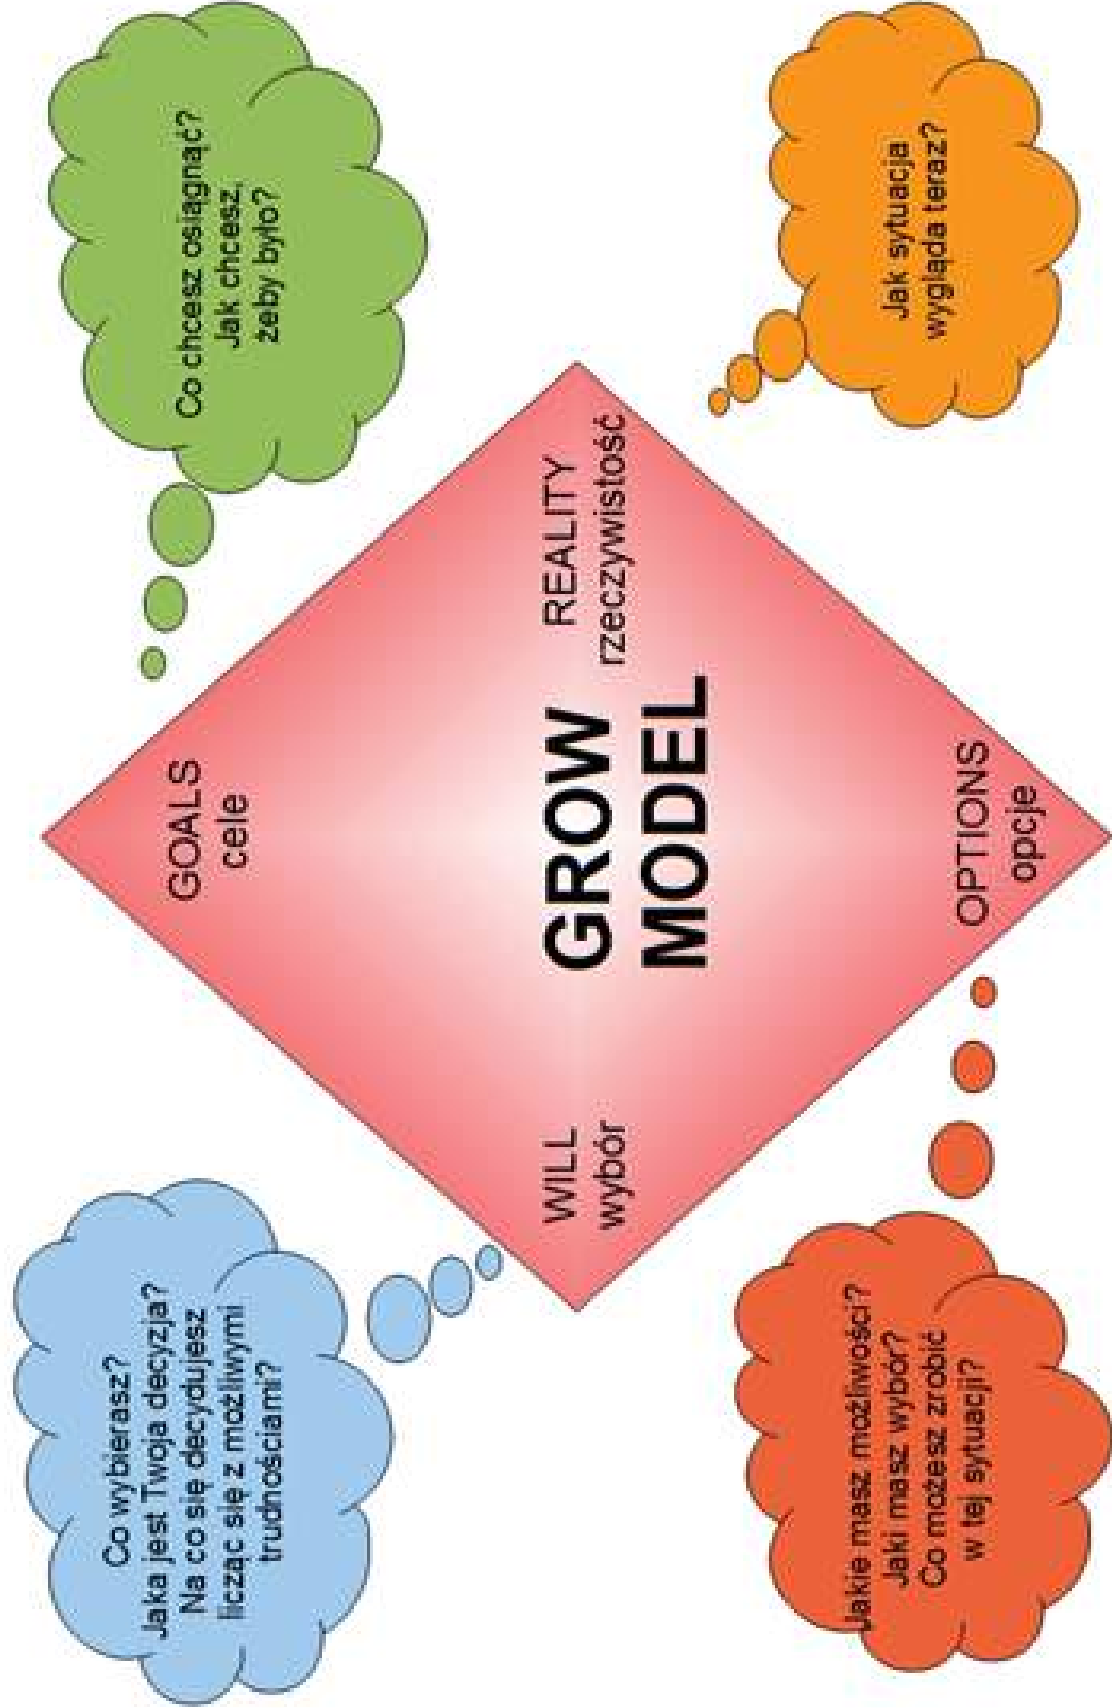 GROW
MODEL
GOALS
cele
Co chcesz osiągnąć?
Jak chcesz,
żeby było?
REALITY
rzeczywistość
Jak sytuacja
wygląda teraz?
OPTIONS
opcje
Jakie masz możliwości?
Jaki masz wybór?
Co możesz zrobić
w tej sytuacji?
WILL
wybór
Co wybierasz?
Jaka jest Twoja decyzja?
Na co się decydujesz
licząc się z możliwymi
trudnościami?